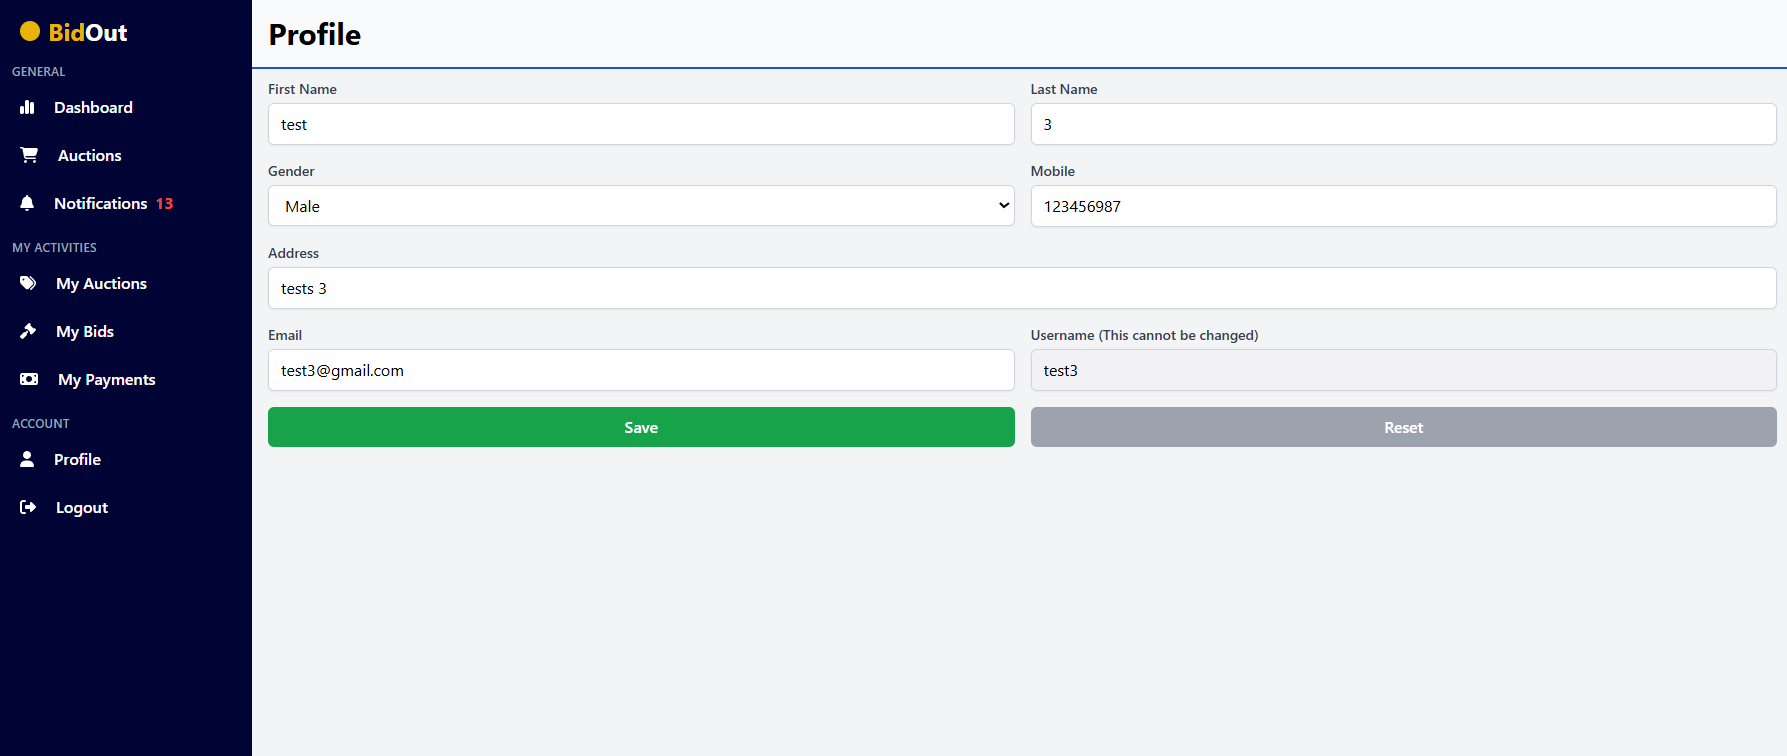 BidOut
GENERAL
Dashboard
Auctions
Notifications 13
MY ACTIVITIES
My Auctions
My Bids
My Payments
ACCOUNT
Profile
Logout
Profile
First Name
test
Last Name
3
Gender
Male
Mobile
123456987
Address
tests 3
Email
test3@gmail.com
Username (This cannot be changed)
test3
Save
Reset